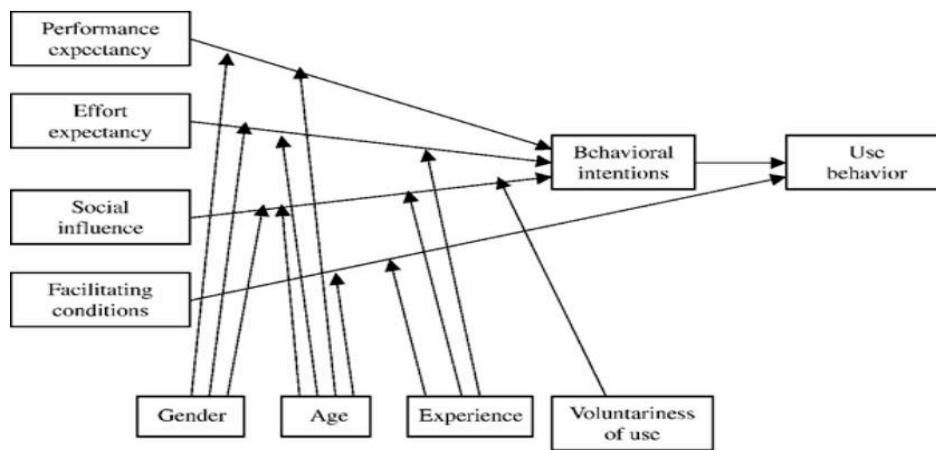 Performance
expectancy
Effort
expectancy
Social
influence
Facilitating
conditions
Behavioral
intentions
Use
behavior
Gender
Age
Experience
Voluntariness
of use